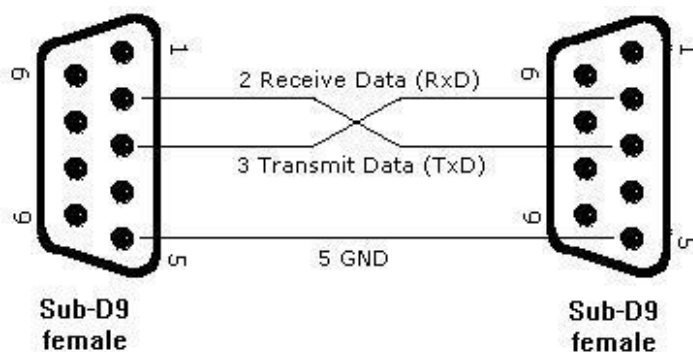 1
6
2 Receive Data (RxD)
3 Transmit Data (TxD)
9
5
5 GND
Sub-D9
female
1
6
9
5
Sub-D9
female